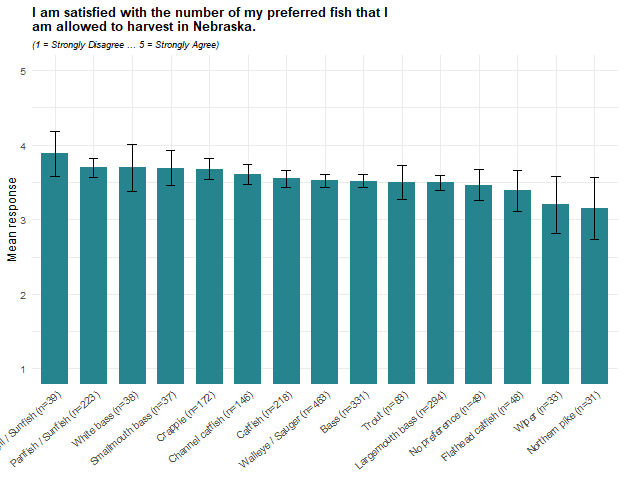 I am satisfied with the number of my preferred fish that I
am allowed to harvest in Nebraska.
(1 = Strongly Disagree ... 5 = Strongly Agree)
5
4
3
2
1
Mean response
/ Sunfish (n=39)
Panfish / Sunfish (n=223)
White bass (n=38)
Smallmouth bass (n=37)
Crappie (n=172)
Channel catfish (n=146)
Catfish (n=218)
Walleye / Sauger (n=463)
Bass (n=331)
Trout (n=83)
Largemouth bass (n=294)
No preference (n=49)
Flathead catfish (n=48)
Wiper (n=33)
Northern pike (n=31)